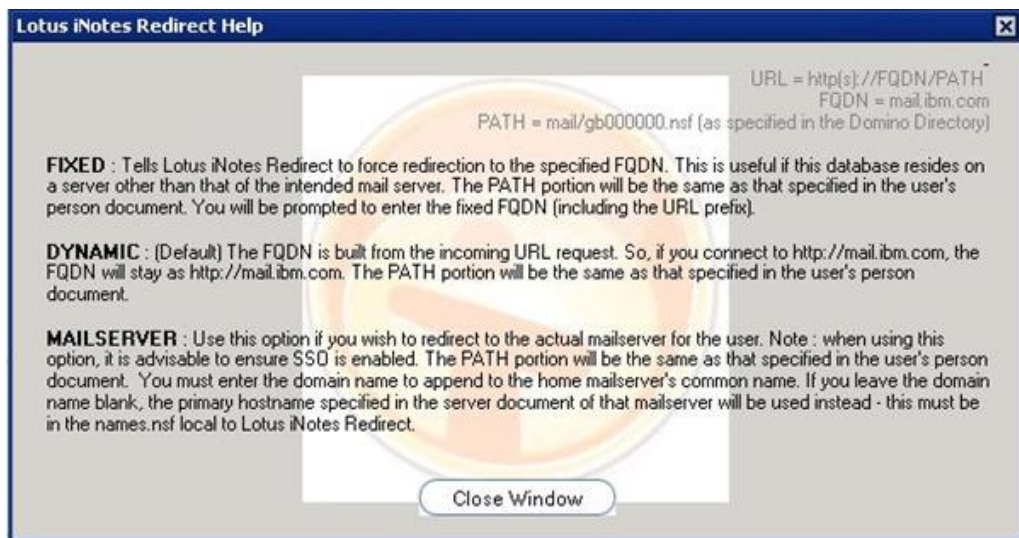 Lotus iNotes Redirect Help
URL = http(s)://FQDN/PATH
FQDN = mail.ibm.com
PATH = mail/gb000000.nsf (as specified in the Domino Directory)
FIXED : Tells Lotus iNotes Redirect to force redirection to the specified FQDN. This is useful if this database resides on
a server other than that of the intended mail server. The PATH portion will be the same as that specified in the user's
person document. You will be prompted to enter the fixed FQDN (including the URL prefix).
DYNAMIC : (Default) The FQDN is built from the incoming URL request. So, if you connect to http://mail.ibm.com, the
FQDN will stay as http://mail.ibm.com. The PATH portion will be the same as that specified in the user's person
document.
MAILSERVER : Use this option if you wish to redirect to the actual mailserver for the user. Note : when using this
option, it is advisable to ensure SSO is enabled. The PATH portion will be the same as that specified in the user's person
document. You must enter the domain name to append to the home mailserver's common name. If you leave the domain
name blank, the primary hostname specified in the server document of that mailserver will be used instead - this must be
in the names.nsf local to Lotus iNotes Redirect.
Close Window